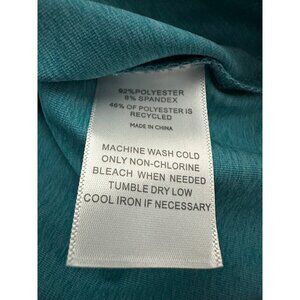 92%POLYESTER
8% SPANDEX
46% OF POLYESTER IS
RECYCLED
MADE IN CHINA
MACHINE WASH COLD
ONLY NON-CHLORINE
BLEACH WHEN NEEDED
TUMBLE DRY LOW
COOL IRON IF NECESSARY